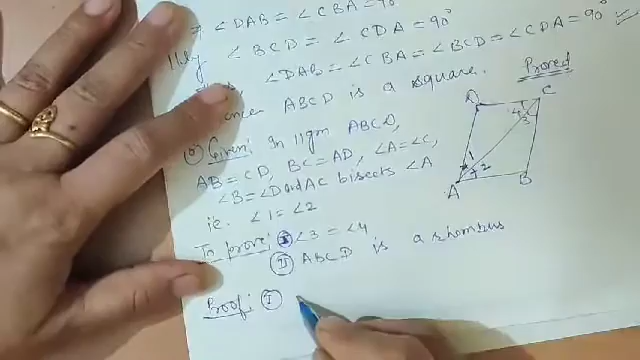 ⇒ ∠DAB = ∠CBA = 90°
||ly ∠BCD = ∠CDA = 90°
∠DAB = ∠CBA = ∠BCD = ∠CDA = 90°
ABCD is a square. Proved
Given: In ||gm ABCD,
AB = CD, BC = AD, ∠A = ∠C,
∠B = ∠D and AC bisects ∠A
ie. ∠1 = ∠2
To prove: I ∠3 = ∠4
II ABCD is a rhombus
Proof: I
D C
4
3
1
2
A B